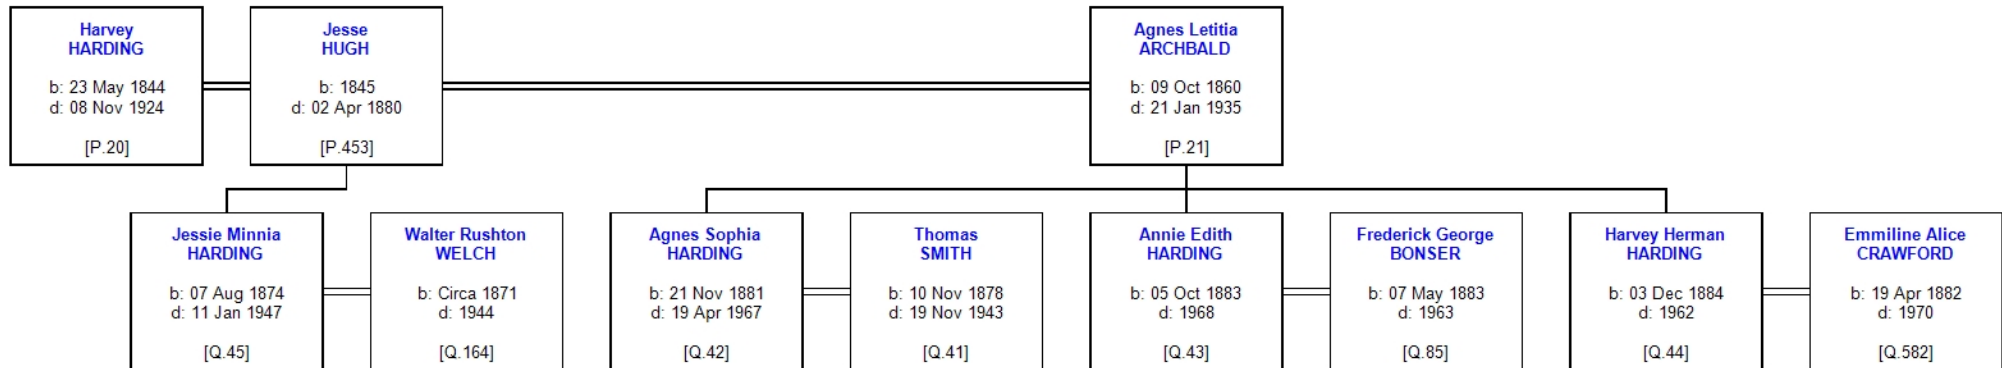 Harvey
HARDING
b: 23 May 1844
d: 08 Nov 1924
[P.20]
Jesse
HUGH
b: 1845
d: 02 Apr 1880
[P.453]
Agnes Letitia
ARCHBALD
b: 09 Oct 1860
d: 21 Jan 1935
[P.21]
Jessie Minnia
HARDING
b: 07 Aug 1874
d: 11 Jan 1947
[Q.45]
Walter Rushton
WELCH
b: Circa 1871
d: 1944
[Q.164]
Agnes Sophia
HARDING
b: 21 Nov 1881
d: 19 Apr 1967
[Q.42]
Thomas
SMITH
b: 10 Nov 1878
d: 19 Nov 1943
[Q.41]
Annie Edith
HARDING
b: 05 Oct 1883
d: 1968
[Q.43]
Frederick George
BONSER
b: 07 May 1883
d: 1963
[Q.85]
Harvey Herman
HARDING
b: 03 Dec 1884
d: 1962
[Q.44]
Emmiline Alice
CRAWFORD
b: 19 Apr 1882
d: 1970
[Q.582]